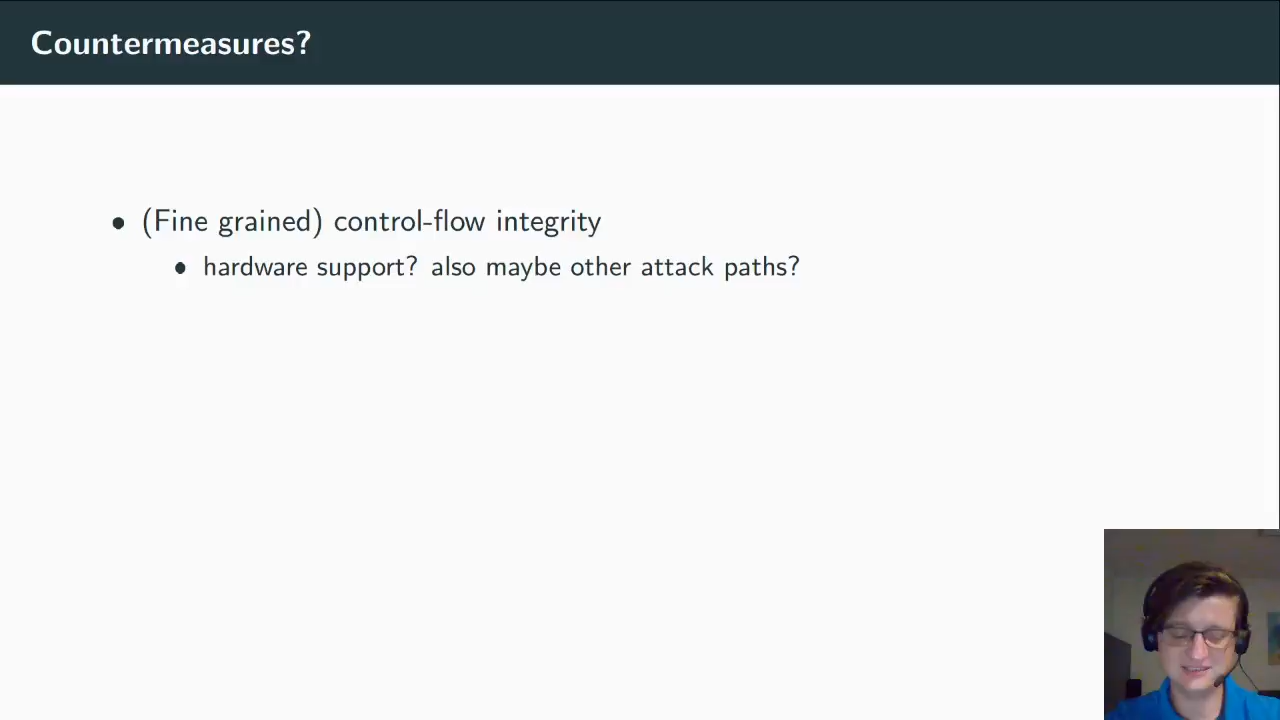 Countermeasures?
• (Fine grained) control-flow integrity
• hardware support? also maybe other attack paths?